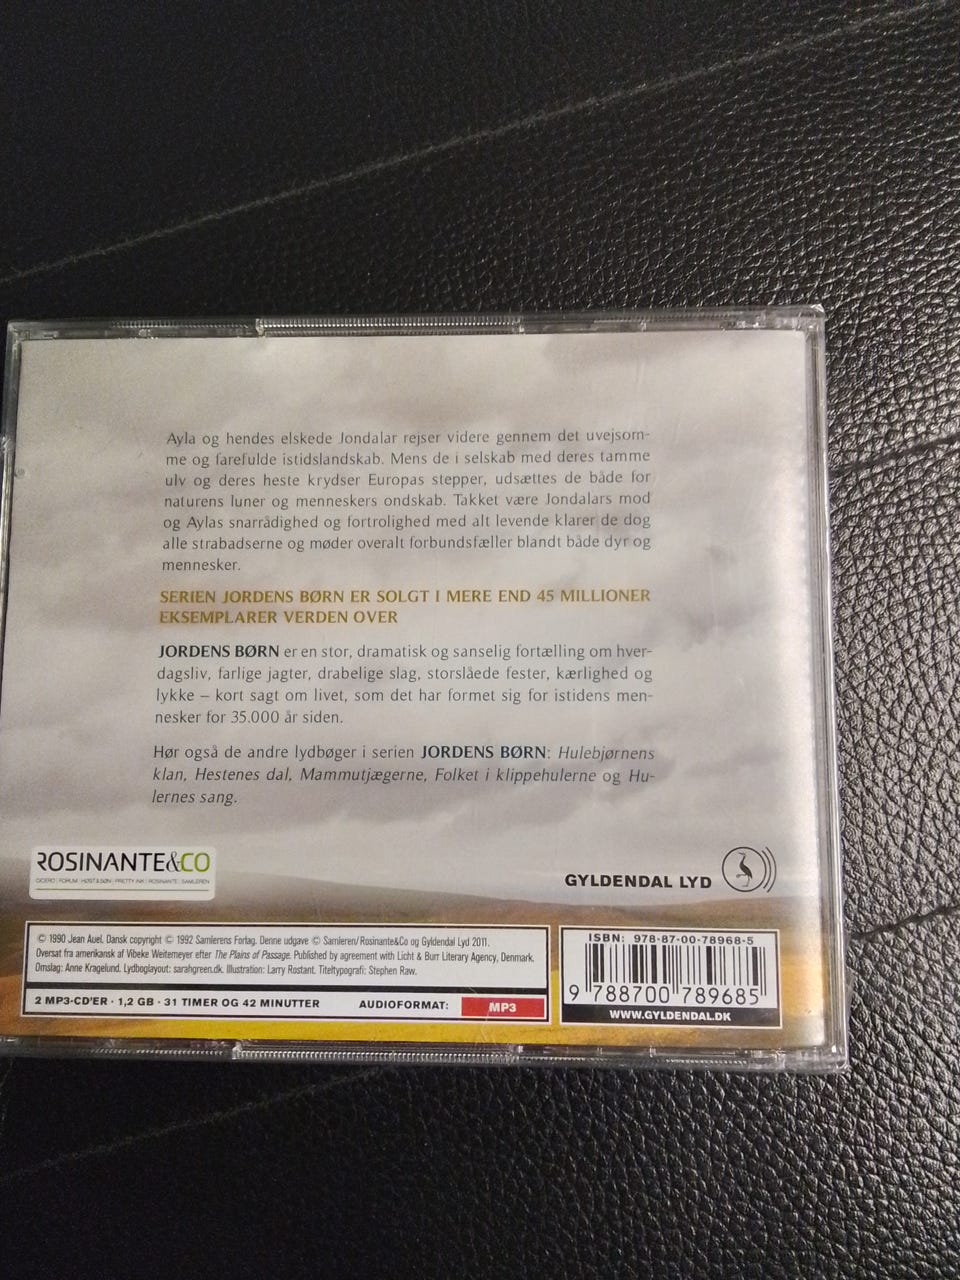 Ayla og hendes elskede Jondalar rejser videre gennem det uvejsom-
me og farefulde istidslandskab. Mens de i selskab med deres tamme
ulv og deres heste krydser Europas stepper, udsættes de både for
naturens luner og menneskers ondskab. Takket være Jondalars mod
og Aylas snarrådighed og fortrolighed med alt levende klarer de dog
alle strabadserne og møder overalt forbundsfæller blandt både dyr og
mennesker.
SERIEN JORDENS BØRN ER SOLGT I MERE END 45 MILLIONER
EKSEMPLARER VERDEN OVER
JORDENS BØRN er en stor, dramatisk og sanselig fortælling om hver-
dagsliv, farlige jagter, drabelige slag, storslåede fester, kærlighed og
lykke – kort sagt om livet, som det har formet sig for istidens men-
nesker for 35.000 år siden.
Hør også de andre lydbøger i serien JORDENS BØRN: Hulebjørnens
klan, Hestenes dal, Mammutjægerne, Folket i klippehulerne og Hu-
lernes sang.
ROSINANTE&CO
CICERO | FORUM | HØST&SØN | PRETTY INK | ROSINANTE | SAMLEREN
GYLDENDAL LYD
© 1990 Jean Auel. Dansk copyright © 1992 Samlerens Forlag. Denne udgave © Samleren/Rosinante&Co og Gyldendal Lyd 2011.
Oversat fra amerikansk af Vibeke Weitemeyer efter The Plains of Passage. Published by agreement with Licht & Burr Literary Agency, Denmark.
Omslag: Anne Kragelund. Lydboglayout: sarahgreen.dk. Illustration: Larry Rostant. Titeltypografi: Stephen Raw.
2 MP3-CD'ER · 1,2 GB · 31 TIMER OG 42 MINUTTER AUDIOFORMAT: MP3
ISBN: 978-87-00-78968-5
9 788700 789685
WWW.GYLDENDAL.DK